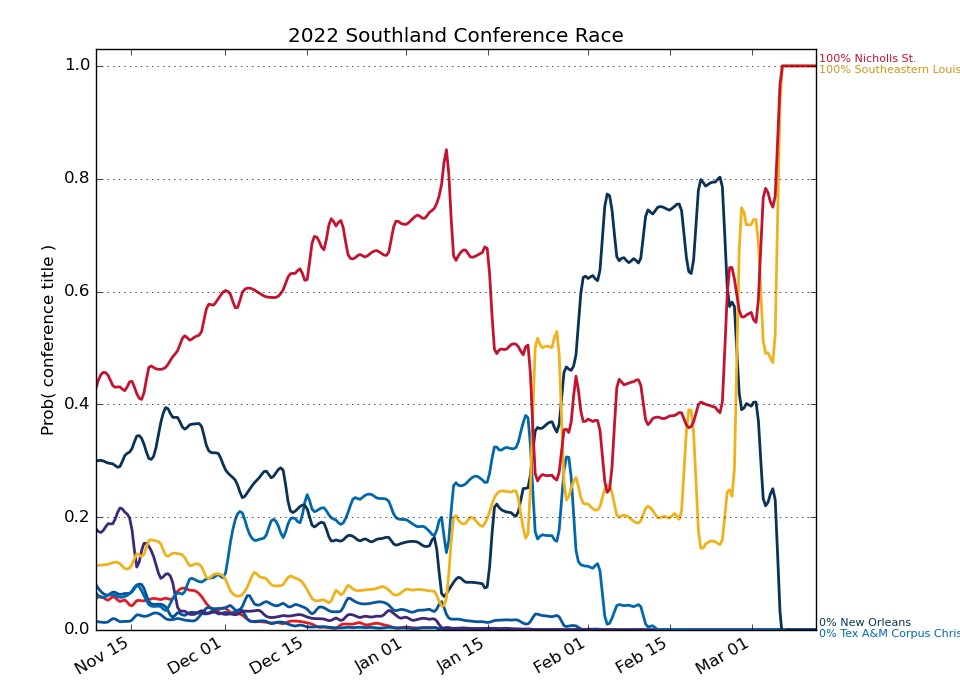 2022 Southland Conference Race
Prob( conference title )
1.0
0.8
0.6
0.4
0.2
0.0
Nov 15
Dec 01
Dec 15
Jan 01
Jan 15
Feb 01
Feb 15
Mar 01
100% Nicholls St.
100% Southeastern Louis
0% New Orleans
0% Tex A&M Corpus Chris